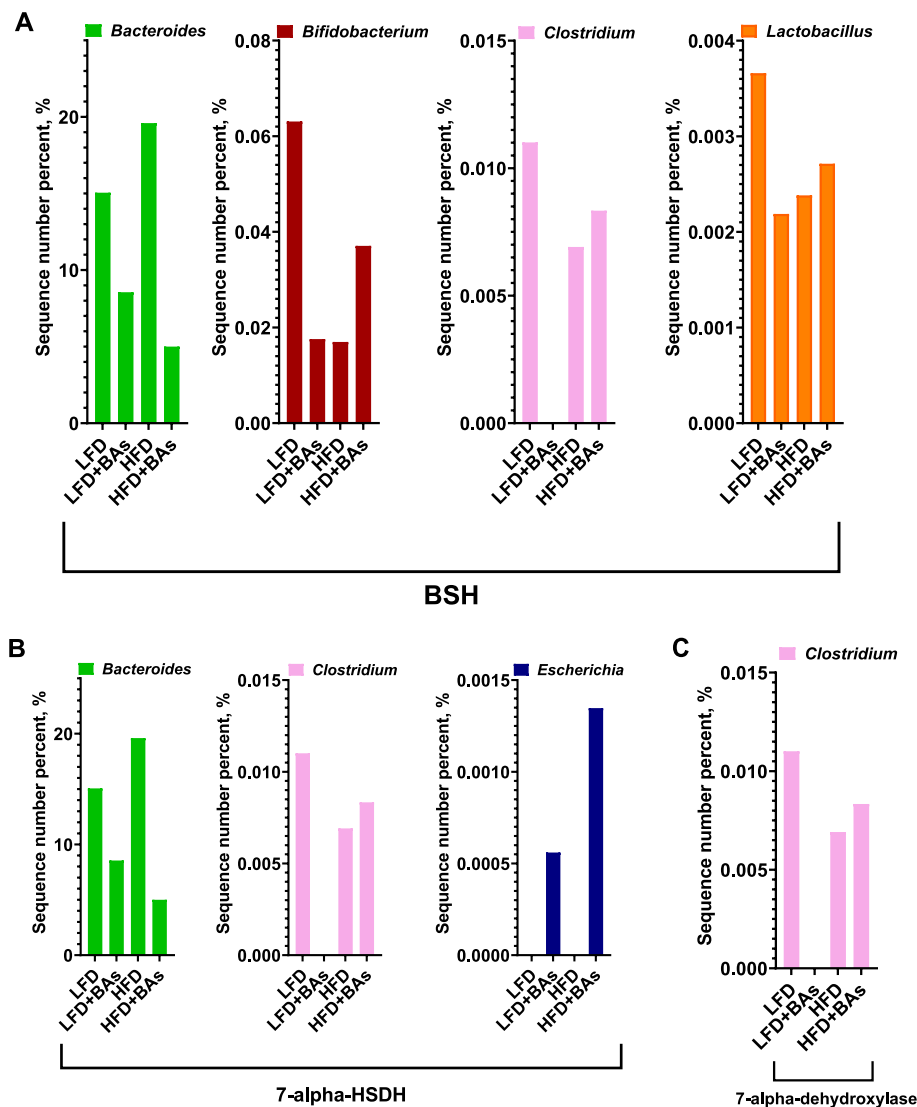 A
Bacteroides
Bifidobacterium
Clostridium
Lactobacillus
Sequence number percent, %
20
10
0
LFD
LFD+BAs
HFD
HFD+BAs
Sequence number percent, %
0.08
0.06
0.04
0.02
0.00
LFD
LFD+BAs
HFD
HFD+BAs
Sequence number percent, %
0.015
0.010
0.005
0.000
LFD
LFD+BAs
HFD
HFD+BAs
Sequence number percent, %
0.004
0.003
0.002
0.001
0.000
LFD
LFD+BAs
HFD
HFD+BAs
BSH
B
Bacteroides
Clostridium
Escherichia
Sequence number percent, %
20
10
0
LFD
LFD+BAs
HFD
HFD+BAs
Sequence number percent, %
0.015
0.010
0.005
0.000
LFD
LFD+BAs
HFD
HFD+BAs
Sequence number percent, %
0.0015
0.0010
0.0005
0.0000
LFD
LFD+BAs
HFD
HFD+BAs
7-alpha-HSDH
C
Clostridium
Sequence number percent, %
0.015
0.010
0.005
0.000
LFD
LFD+BAs
HFD
HFD+BAs
7-alpha-dehydroxylase